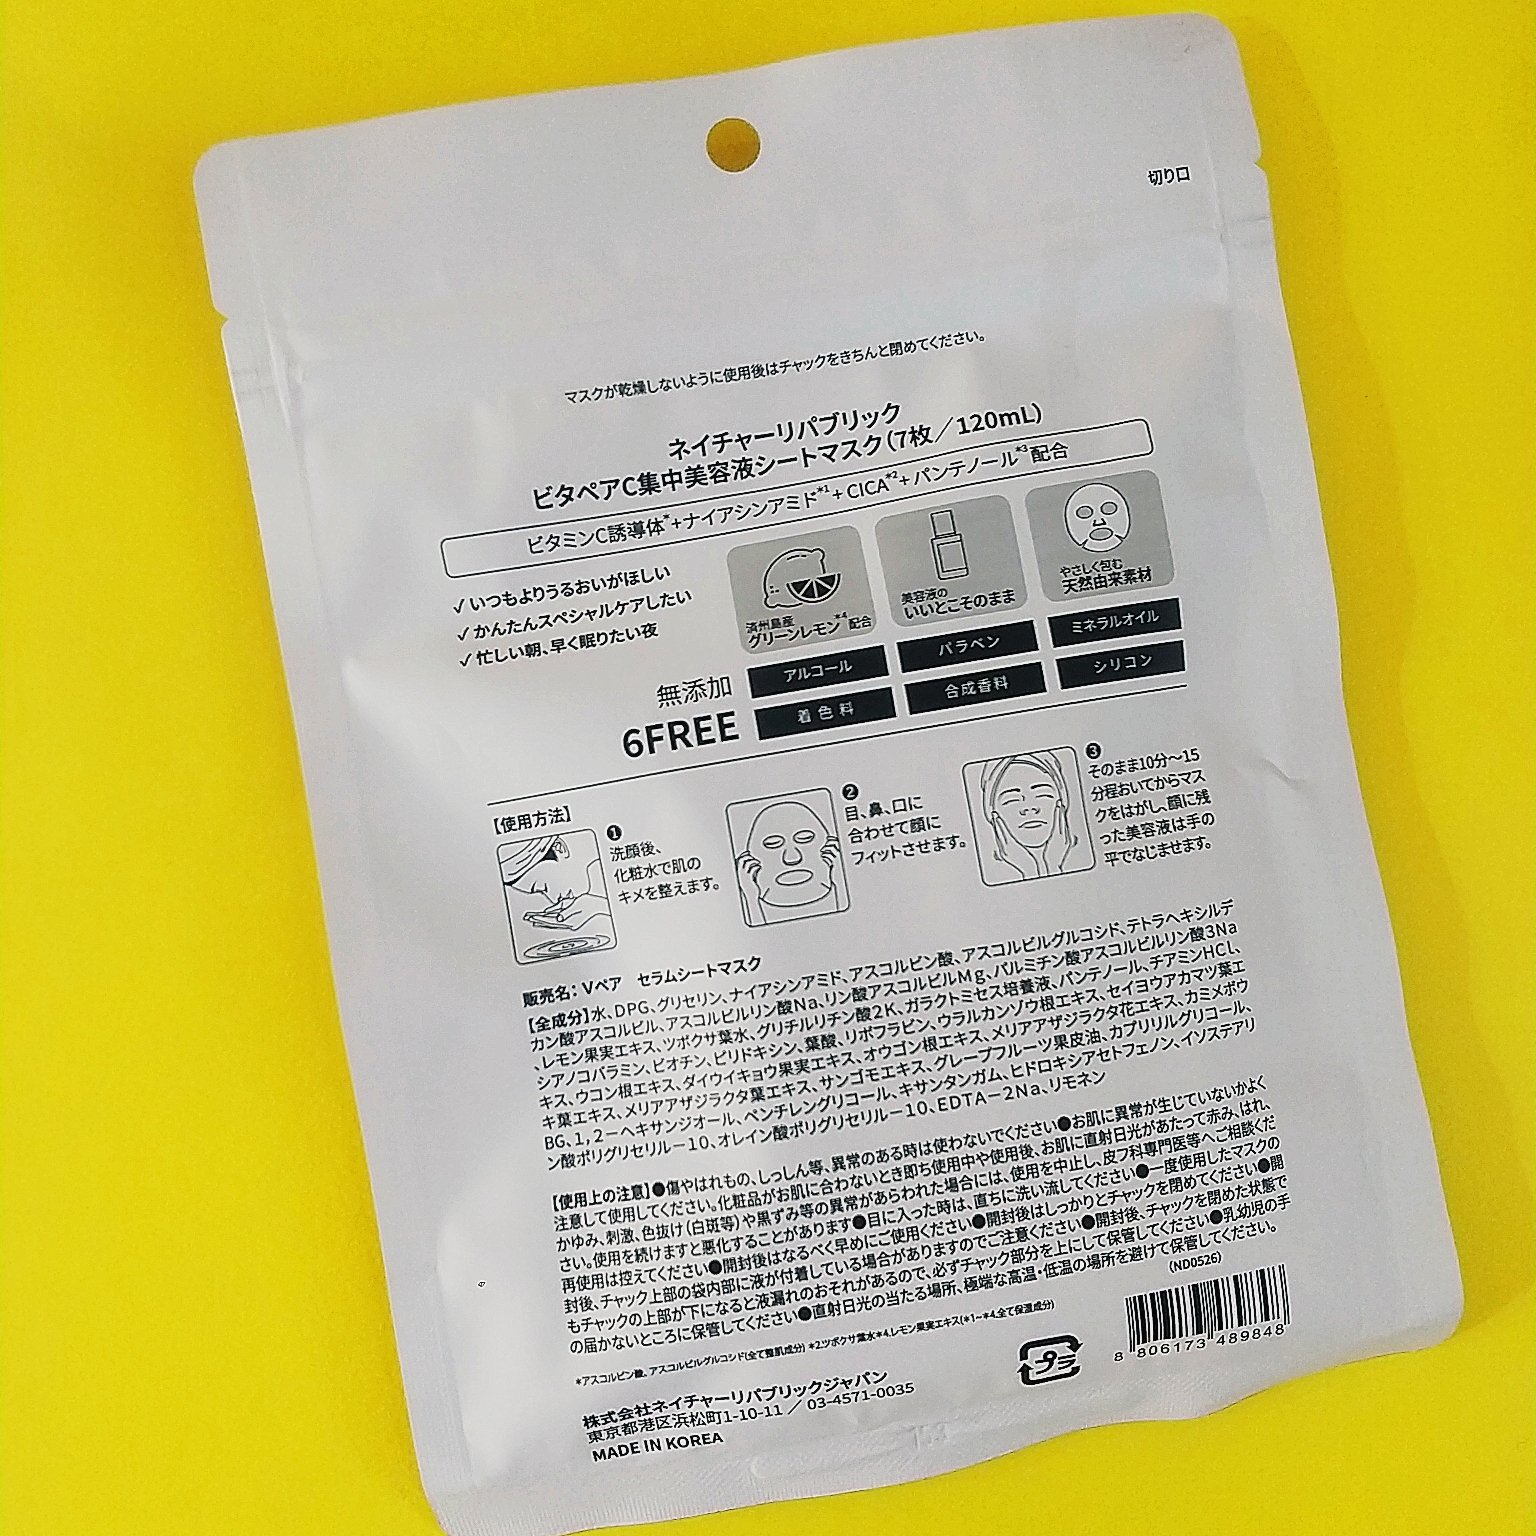 切り口
マスクが乾燥しないように使用後はチャックをきちんと閉めてください。
ネイチャーリパブリック
ビタペアC集中美容液シートマスク(7枚／120mL)
ビタミンC誘導体*+ナイアシンアミド*1+CICA*2+パンテノール*3配合
✓いつもよりうるおいがほしい
✓かんたんスペシャルケアしたい
✓忙しい朝、早く眠りたい夜
済州島産
グリーンレモン*4配合
美容液の
いいとこそのまま
やさしく包む
天然由来素材
無添加
6FREE
アルコール
パラベン
ミネラルオイル
着色料
合成香料
シリコン
【使用方法】
❶
洗顔後、
化粧水で肌の
キメを整えます。
❷
目、鼻、口に
合わせて顔に
フィットさせます。
❸
そのまま10分〜15
分程おいてからマス
クをはがし、顔に残
った美容液は手の
平でなじませます。
販売名：Vペア　セラムシートマスク
【全成分】水、DPG、グリセリン、ナイアシンアミド、アスコルビン酸、アスコルビルグルコシド、テトラヘキシルデ
カン酸アスコルビル、アスコルビルリン酸Na、リン酸アスコルビルMg、パルミチン酸アスコルビルリン酸3Na
、レモン果実エキス、ツボクサ葉水、グリチルリチン酸2K、ガラクトミセス培養液、パンテノール、チアミンHCl、
シアノコバラミン、ビオチン、ピリドキシン、葉酸、リボフラビン、ウラルカンゾウ根エキス、セイヨウアカマツ葉エ
キス、ウコン根エキス、ダイウイキョウ果実エキス、オウゴン根エキス、メリアアザジラクタ花エキス、カミメボウ
キ葉エキス、メリアアザジラクタ葉エキス、サンゴモエキス、グレープフルーツ果皮油、カプリリルグリコール、
BG、1,2－ヘキサンジオール、ペンチレングリコール、キサンタンガム、ヒドロキシアセトフェノン、イソステアリ
ン酸ポリグリセリル－10、オレイン酸ポリグリセリル－10、EDTA－2Na、リモネン
【使用上の注意】●傷やはれもの、しっしん等、異常のある時は使わないでください●お肌に異常が生じていないかよく
注意して使用してください。化粧品がお肌に合わないとき即ち使用中や使用後、お肌に直射日光があたって赤み、はれ、
かゆみ、刺激、色抜け(白斑等)や黒ずみ等の異常があらわれた場合には、使用を中止し、皮フ科専門医等へご相談くだ
さい。使用を続けますと悪化することがあります●目に入った時は、直ちに洗い流してください●一度使用したマスクの
再使用は控えてください●開封後はなるべく早めにご使用ください●開封後はしっかりとチャックを閉めてください●開
封後、チャック上部の袋内部に液が付着している場合がありますのでご注意ください●開封後、チャックを閉めた状態で
もチャックの上部が下になると液漏れのおそれがあるので、必ずチャック部分を上にして保管してください●乳幼児の手
の届かないところに保管してください●直射日光の当たる場所、極端な高温・低温の場所を避けて保管してください。
(ND0526)
*アスコルビン酸、アスコルビルグルコシド(全て整肌成分) *2ツボクサ葉水*4.レモン果実エキス(*1~*4.全て保湿成分)
プラ
8 806173 489848
株式会社ネイチャーリパブリックジャパン
東京都港区浜松町1-10-11 ／ 03-4571-0035
MADE IN KOREA